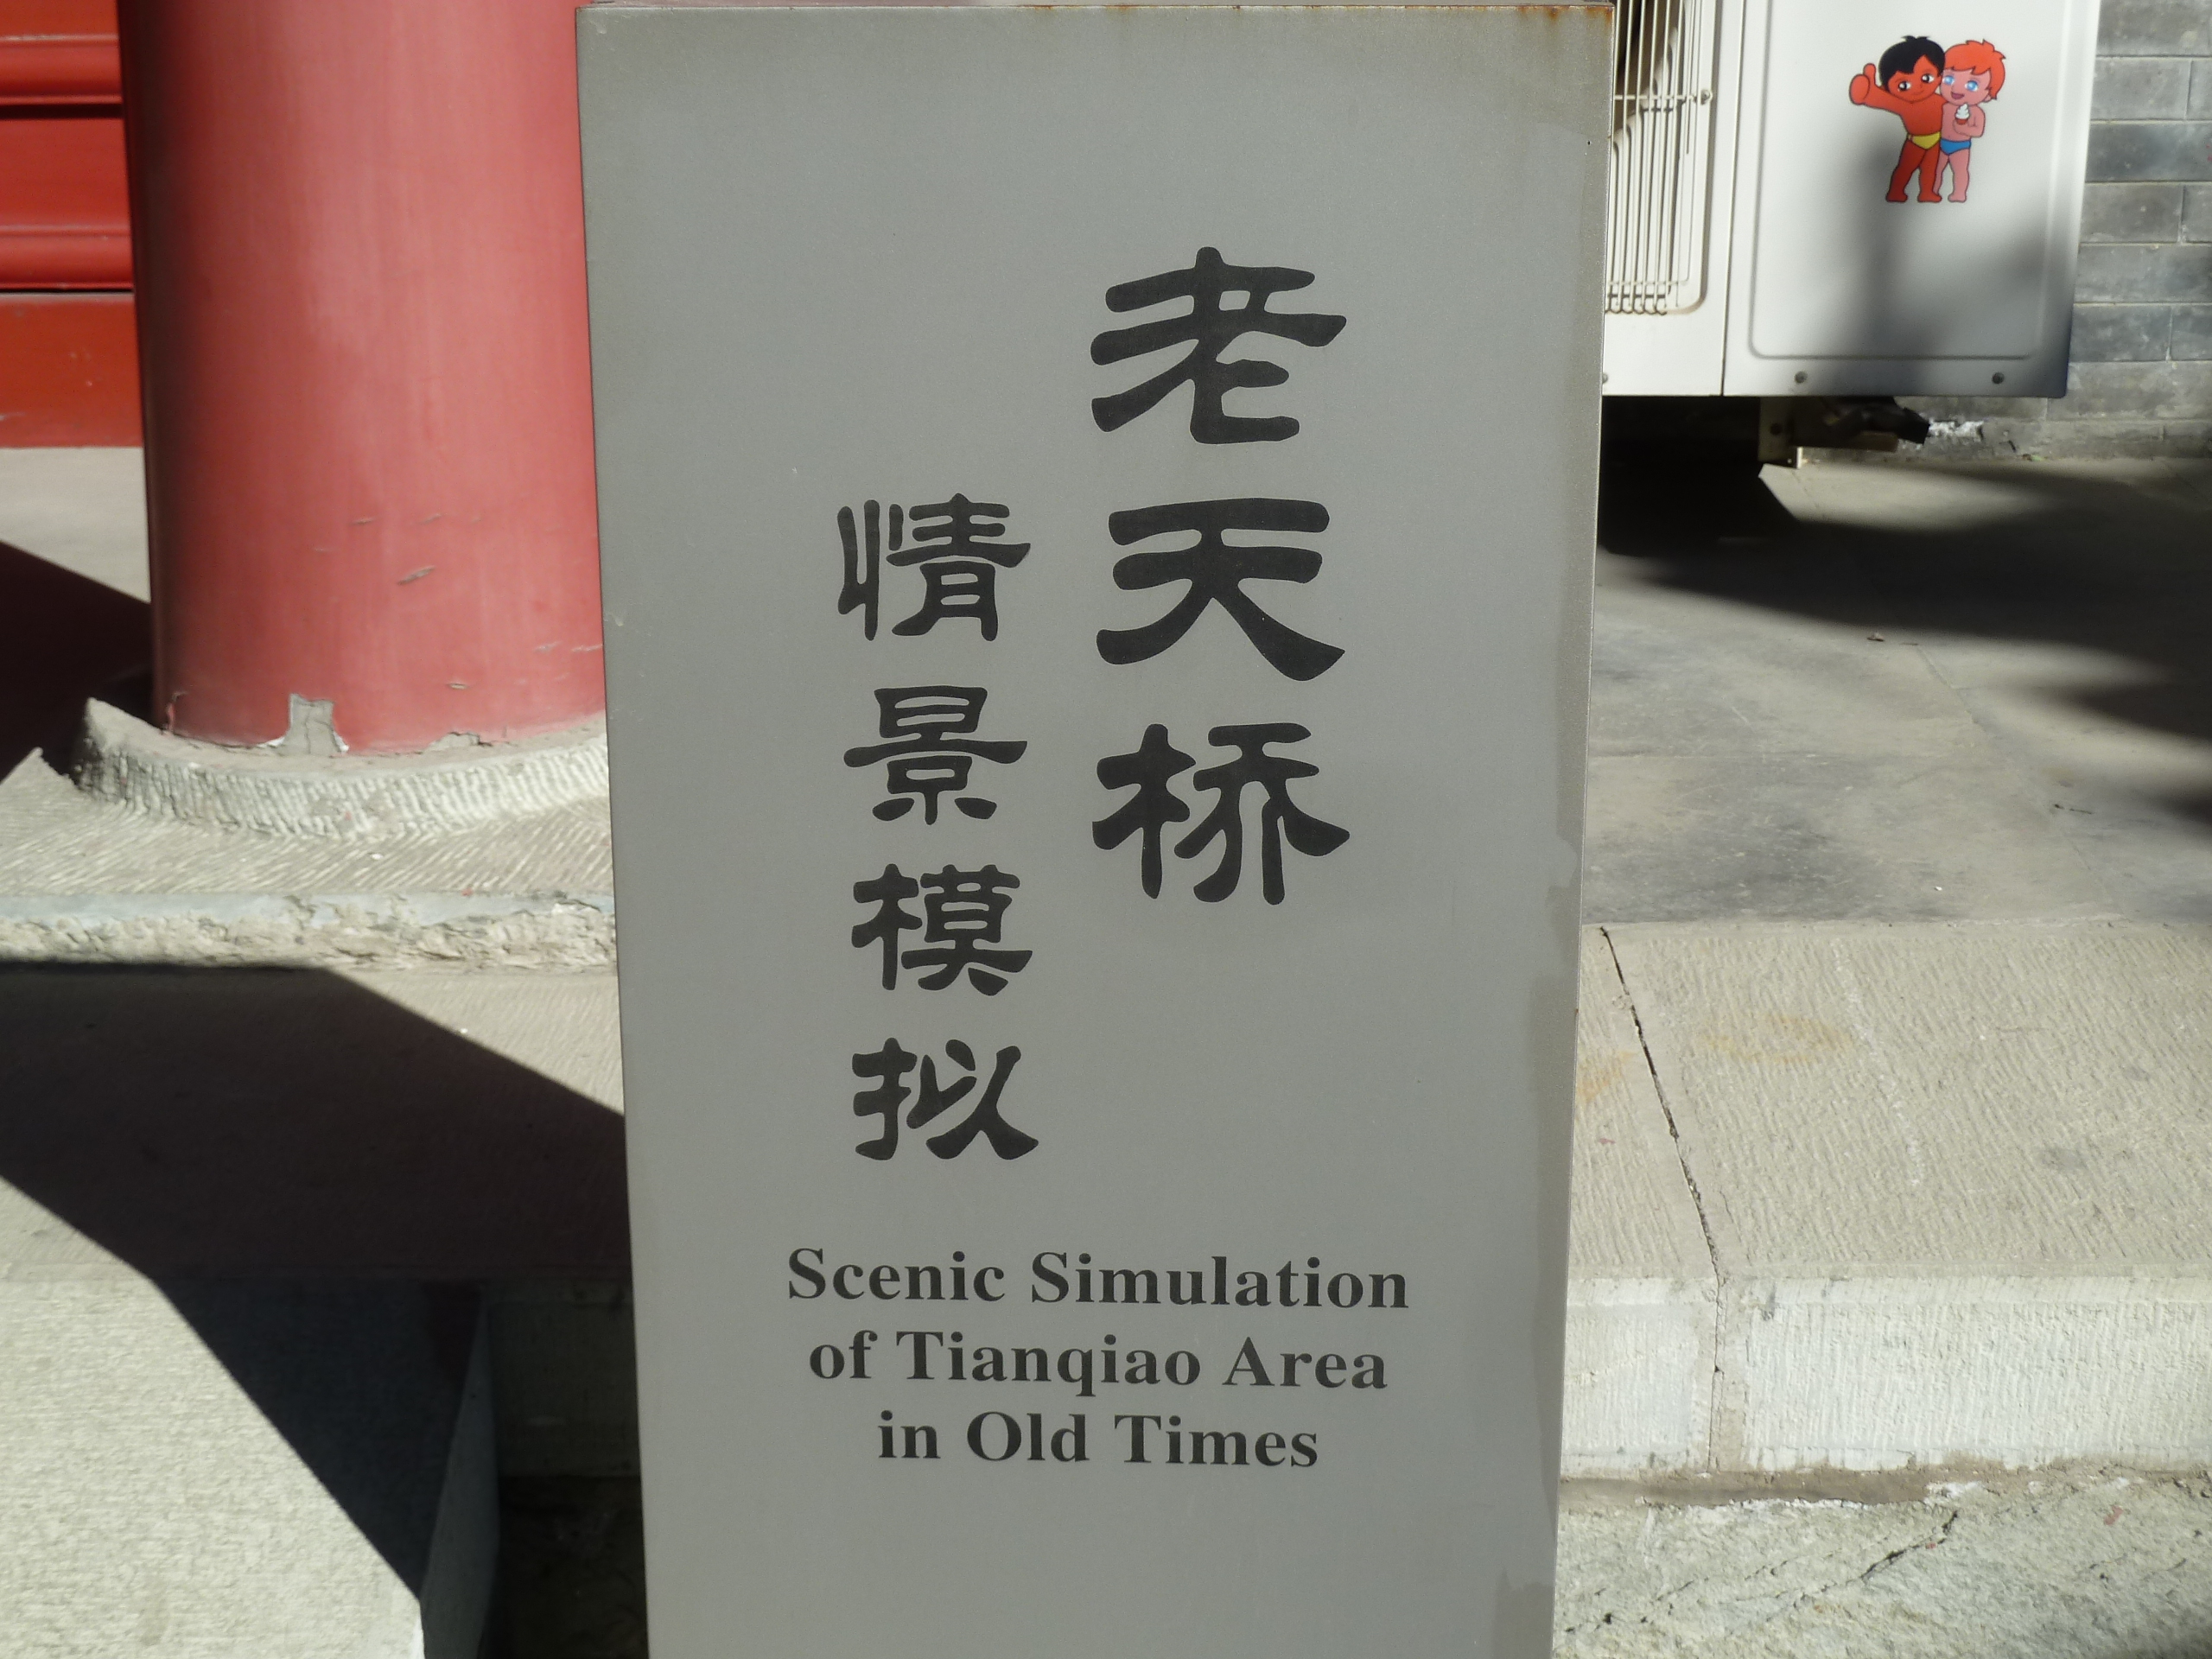 老天桥
情景模拟
Scenic Simulation
of Tianqiao Area
in Old Times